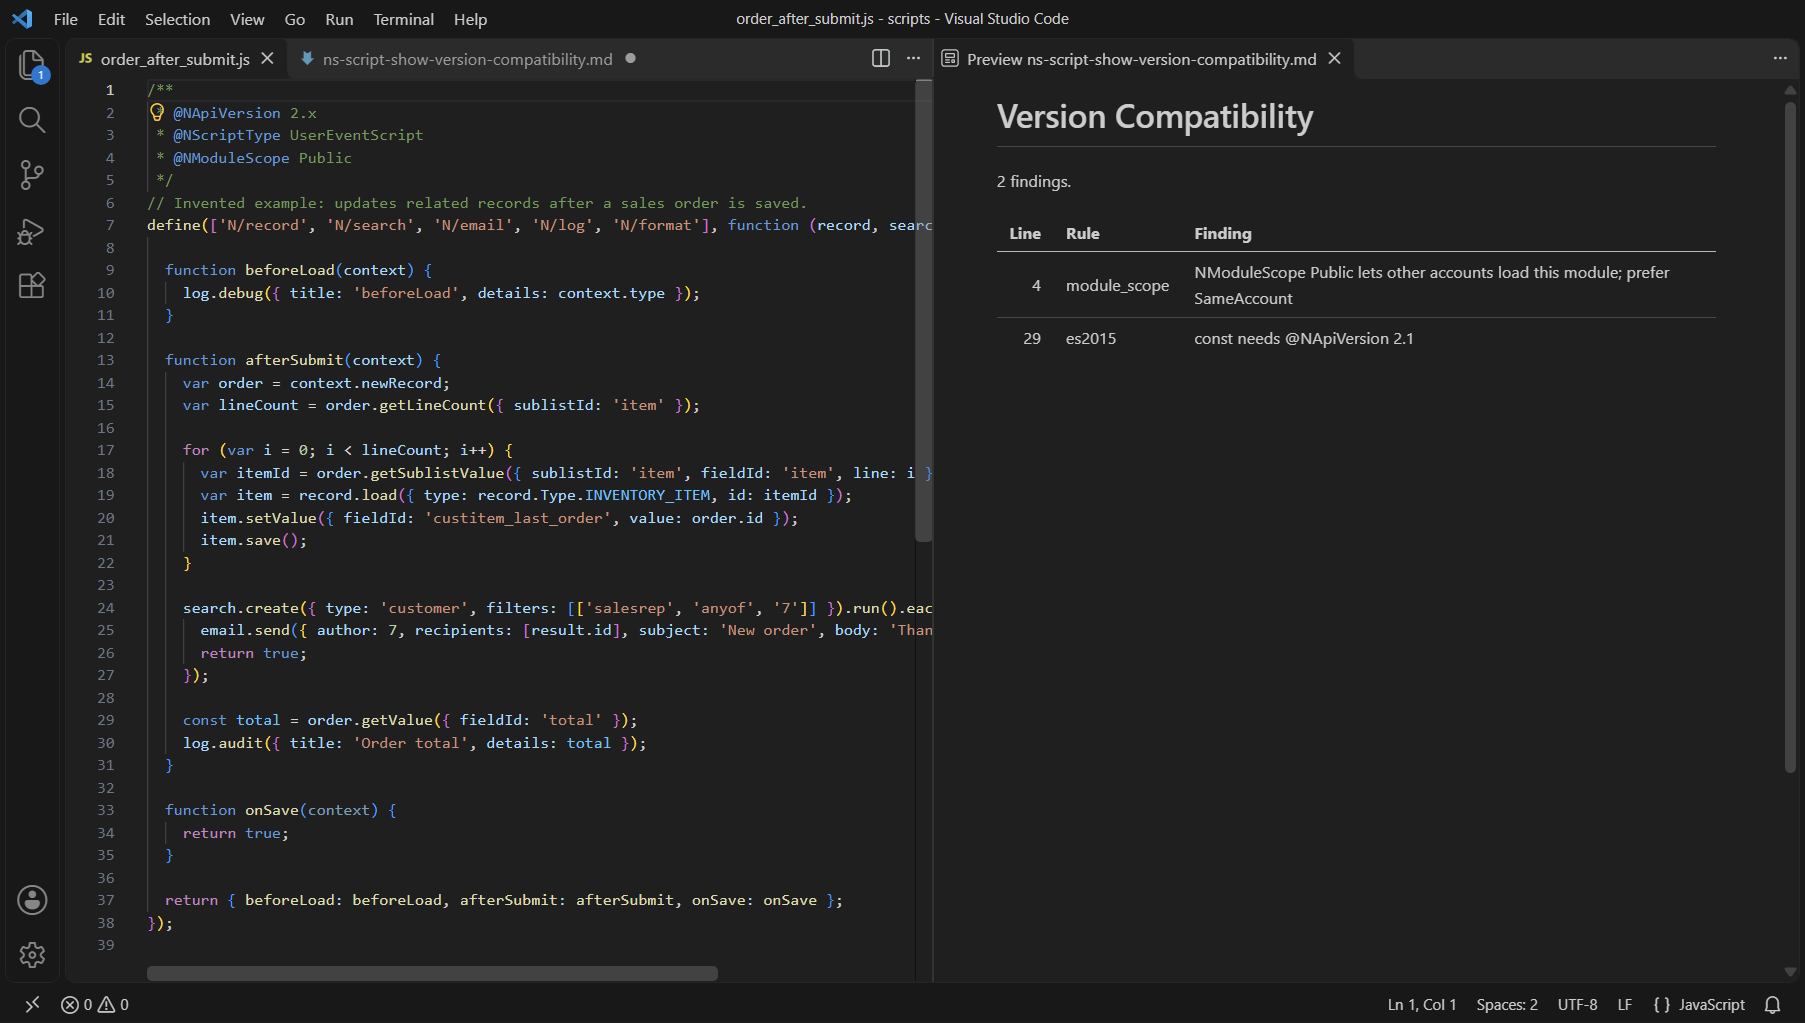 File Edit Selection View Go Run Terminal Help
order_after_submit.js - scripts - Visual Studio Code
1
JS order_after_submit.js
ns-script-show-version-compatibility.md
1 /**
2 * @NApiVersion 2.x
3 * @NScriptType UserEventScript
4 * @NModuleScope Public
5 */
6 // Invented example: updates related records after a sales order is saved.
7 define(['N/record', 'N/search', 'N/email', 'N/log', 'N/format'], function (record, searc
8
9 function beforeLoad(context) {
10 log.debug({ title: 'beforeLoad', details: context.type });
11 }
12
13 function afterSubmit(context) {
14 var order = context.newRecord;
15 var lineCount = order.getLineCount({ sublistId: 'item' });
16
17 for (var i = 0; i < lineCount; i++) {
18 var itemId = order.getSublistValue({ sublistId: 'item', fieldId: 'item', line: i }
19 var item = record.load({ type: record.Type.INVENTORY_ITEM, id: itemId });
20 item.setValue({ fieldId: 'custitem_last_order', value: order.id });
21 item.save();
22 }
23
24 search.create({ type: 'customer', filters: [['salesrep', 'anyof', '7']] }).run().eac
25 email.send({ author: 7, recipients: [result.id], subject: 'New order', body: 'Than
26 return true;
27 });
28
29 const total = order.getValue({ fieldId: 'total' });
30 log.audit({ title: 'Order total', details: total });
31 }
32
33 function onSave(context) {
34 return true;
35 }
36
37 return { beforeLoad: beforeLoad, afterSubmit: afterSubmit, onSave: onSave };
38 });
39
Preview ns-script-show-version-compatibility.md
Version Compatibility
2 findings.
Line Rule Finding
4 module_scope NModuleScope Public lets other accounts load this module; prefer
SameAccount
29 es2015 const needs @NApiVersion 2.1
0 0
Ln 1, Col 1 Spaces: 2 UTF-8 LF {} JavaScript